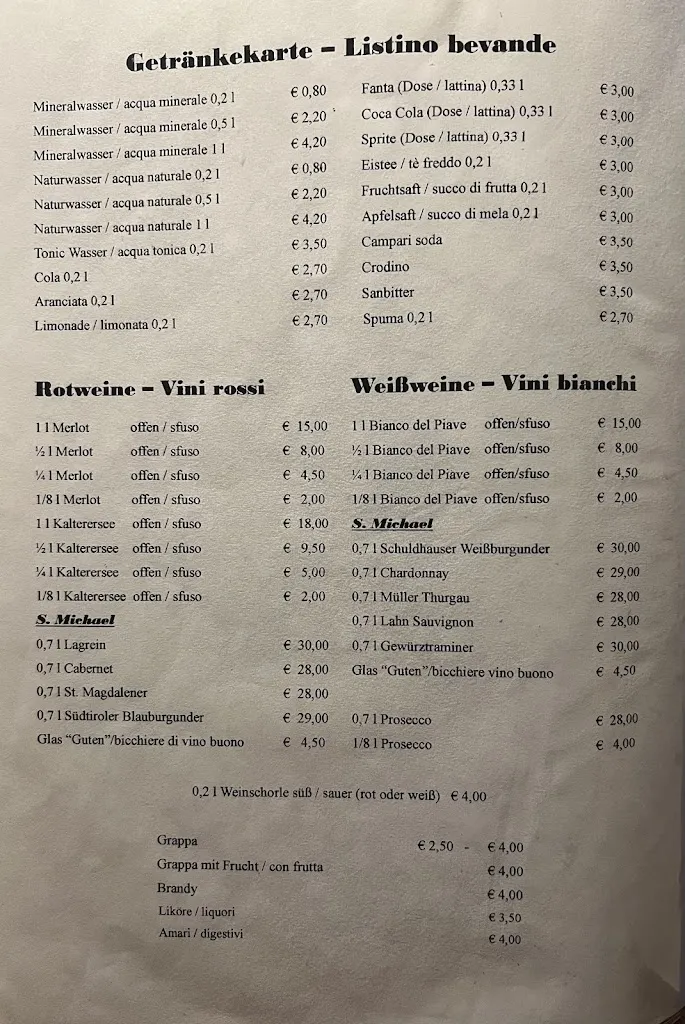 Getränkekarte – Listino bevande
Mineralwasser / acqua minerale 0,2 l € 0,80
Mineralwasser / acqua minerale 0,5 l € 2,20
Mineralwasser / acqua minerale 1 l € 4,20
Naturwasser / acqua naturale 0,2 l € 0,80
Naturwasser / acqua naturale 0,5 l € 2,20
Naturwasser / acqua naturale 1 l € 4,20
Tonic Wasser / acqua tonica 0,2 l € 3,50
Cola 0,2 l € 2,70
Aranciata 0,2 l € 2,70
Limonade / limonata 0,2 l € 2,70
Fanta (Dose / lattina) 0,33 l € 3,00
Coca Cola (Dose / lattina) 0,33 l € 3,00
Sprite (Dose / lattina) 0,33 l € 3,00
Eistee / tè freddo 0,2 l € 3,00
Fruchtsaft / succo di frutta 0,2 l € 3,00
Apfelsaft / succo di mela 0,2 l € 3,00
Campari soda € 3,50
Crodino € 3,50
Sanbitter € 3,50
Spuma 0,2 l € 2,70
Rotweine – Vini rossi
1 l Merlot offen / sfuso € 15,00
½ l Merlot offen / sfuso € 8,00
¼ l Merlot offen / sfuso € 4,50
1/8 l Merlot offen / sfuso € 2,00
1 l Kalterersee offen / sfuso € 18,00
½ l Kalterersee offen / sfuso € 9,50
¼ l Kalterersee offen / sfuso € 5,00
1/8 l Kalterersee offen / sfuso € 2,00
S. Michael
0,7 l Lagrein € 30,00
0,7 l Cabernet € 28,00
0,7 l St. Magdalener € 28,00
0,7 l Südtiroler Blauburgunder € 29,00
Glas “Guten”/bicchiere di vino buono € 4,50
Weißweine – Vini bianchi
1 l Bianco del Piave offen/sfuso € 15,00
½ l Bianco del Piave offen/sfuso € 8,00
¼ l Bianco del Piave offen/sfuso € 4,50
1/8 l Bianco del Piave offen/sfuso € 2,00
S. Michael
0,7 l Schuldhauser Weißburgunder € 30,00
0,7 l Chardonnay € 29,00
0,7 l Müller Thurgau € 28,00
0,7 l Lahn Sauvignon € 28,00
0,7 l Gewürztraminer € 30,00
Glas “Guten”/bicchiere vino buono € 4,50
0,7 l Prosecco € 28,00
1/8 l Prosecco € 4,00
0,2 l Weinschorle süß / sauer (rot oder weiß) € 4,00
Grappa € 2,50 - € 4,00
Grappa mit Frucht / con frutta € 4,00
Brandy € 4,00
Liköre / liquori € 3,50
Amari / digestivi € 4,00